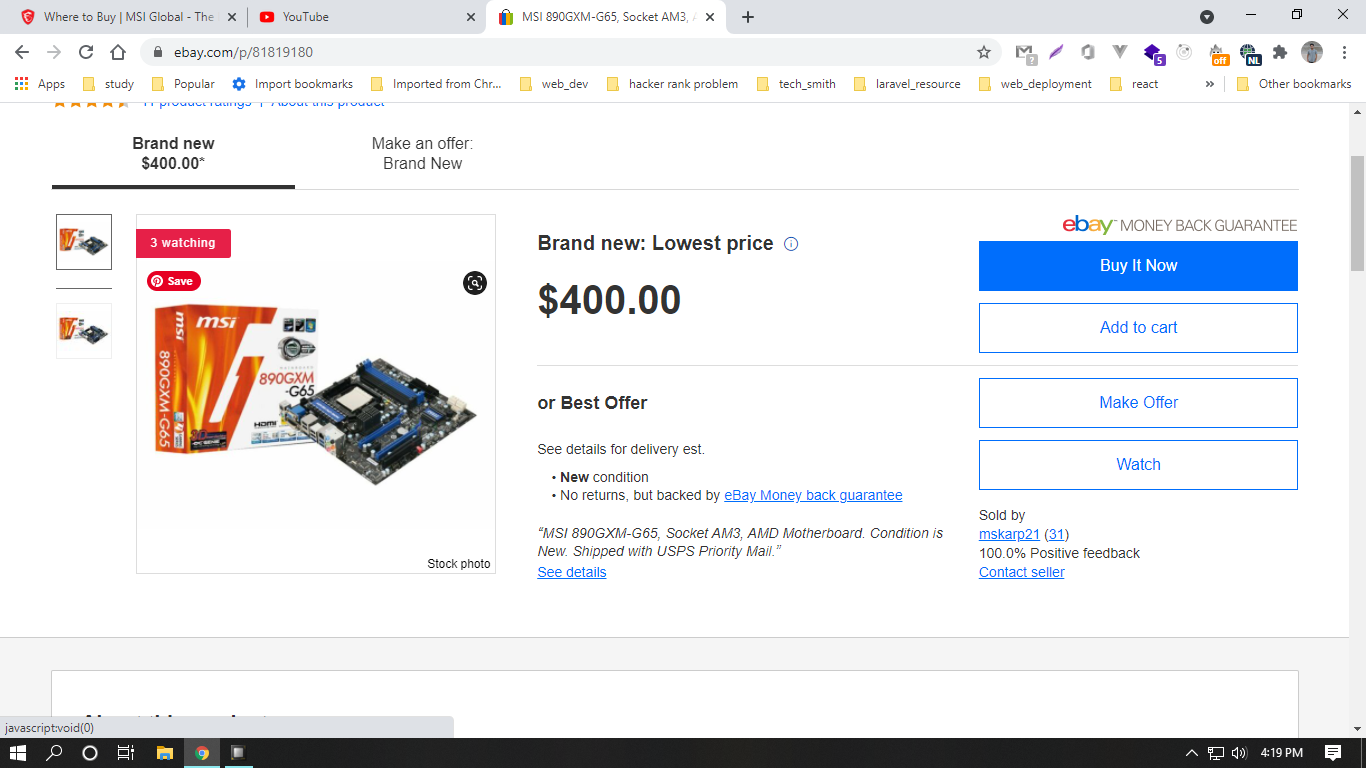 Where to Buy | MSI Global - The
YouTube
MSI 890GXM-G65, Socket AM3,
ebay.com/p/81819180
?
5
off
NL
Apps
study
Popular
Import bookmarks
Imported from Chr...
web_dev
hacker rank problem
tech_smith
laravel_resource
web_deployment
react
»
Other bookmarks
11 product ratings | About this product
Brand new
$400.00*
Make an offer:
Brand New
3 watching
Save
msi
msi
890GXM
-G65
890GXM-G65
HDMI
Stock photo
Brand new: Lowest price
$400.00
or Best Offer
See details for delivery est.
• New condition
• No returns, but backed by eBay Money back guarantee
“MSI 890GXM-G65, Socket AM3, AMD Motherboard. Condition is
New. Shipped with USPS Priority Mail.”
See details
ebay™ MONEY BACK GUARANTEE
Buy It Now
Add to cart
Make Offer
Watch
Sold by
mskarp21 (31)
100.0% Positive feedback
Contact seller
javascript:void(0)
4:19 PM